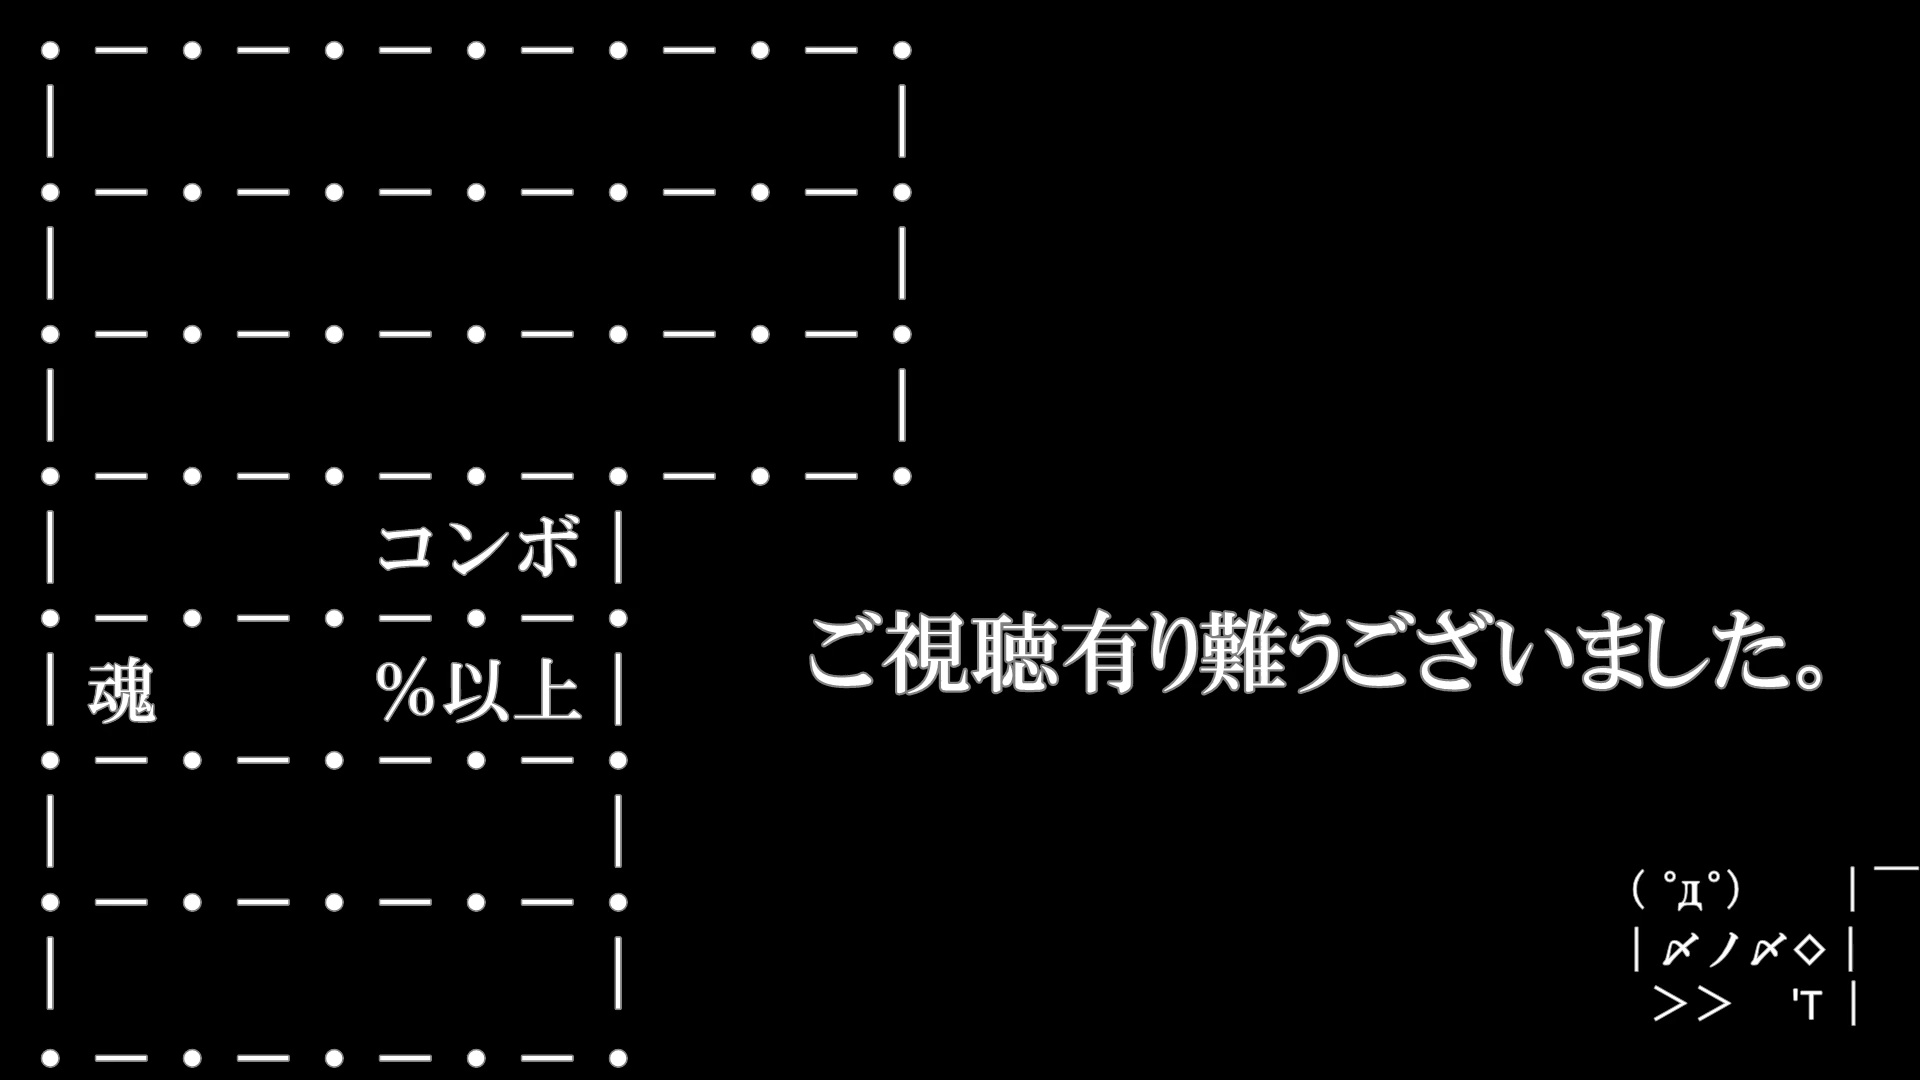 コンボ
魂 %以上
ご視聴有り難うございました。
( ﾟдﾟ) |￣
|〆ノ〆◇|
>> 'T |